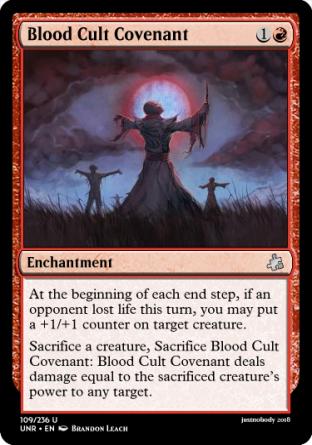 Blood Cult Covenant 1
Enchantment
At the beginning of each end step, if an
opponent lost life this turn, you may put
a +1/+1 counter on target creature.
Sacrifice a creature, Sacrifice Blood Cult
Covenant: Blood Cult Covenant deals
damage equal to the sacrificed creature's
power to any target.
109/236 U
UNR • EN Brandon Leach
justnobody 2018